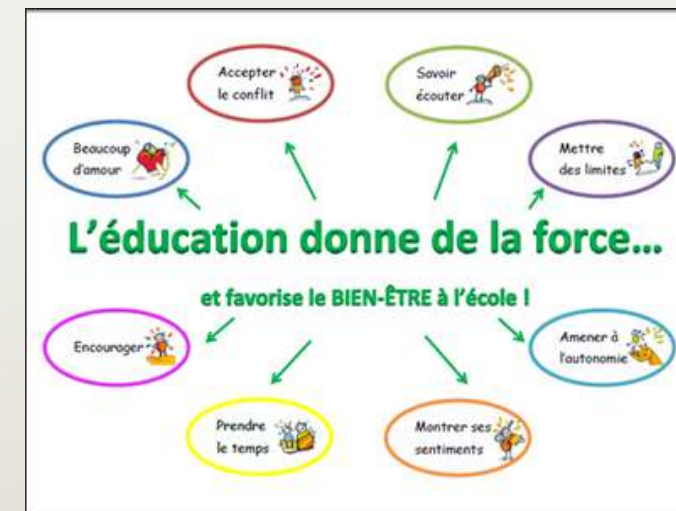 Accepter
le conflit
Savoir
écouter
Beaucoup
d'amour
Mettre
des limites
L'éducation donne de la force...
et favorise le BIEN-ÊTRE à l'école !
Encourager
Amener à
l'autonomie
Prendre
le temps
Montrer ses
sentiments